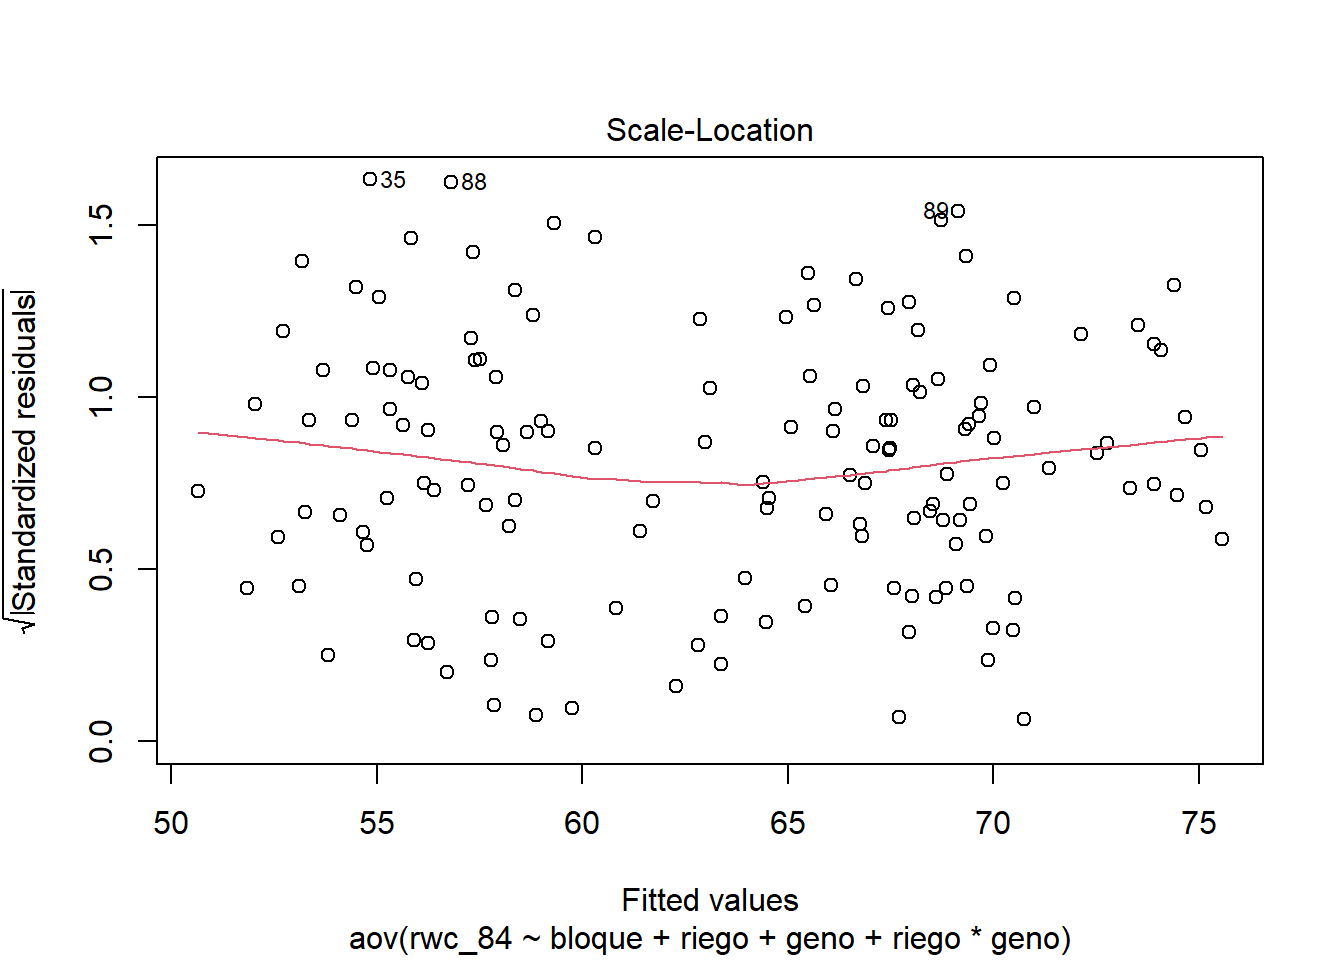 Scale-Location
35
88
89
1.5
1.0
0.5
0.0
√|Standardized residuals|
50 55 60 65 70 75
Fitted values
aov(rwc_84 ~ bloque + riego + geno + riego * geno)